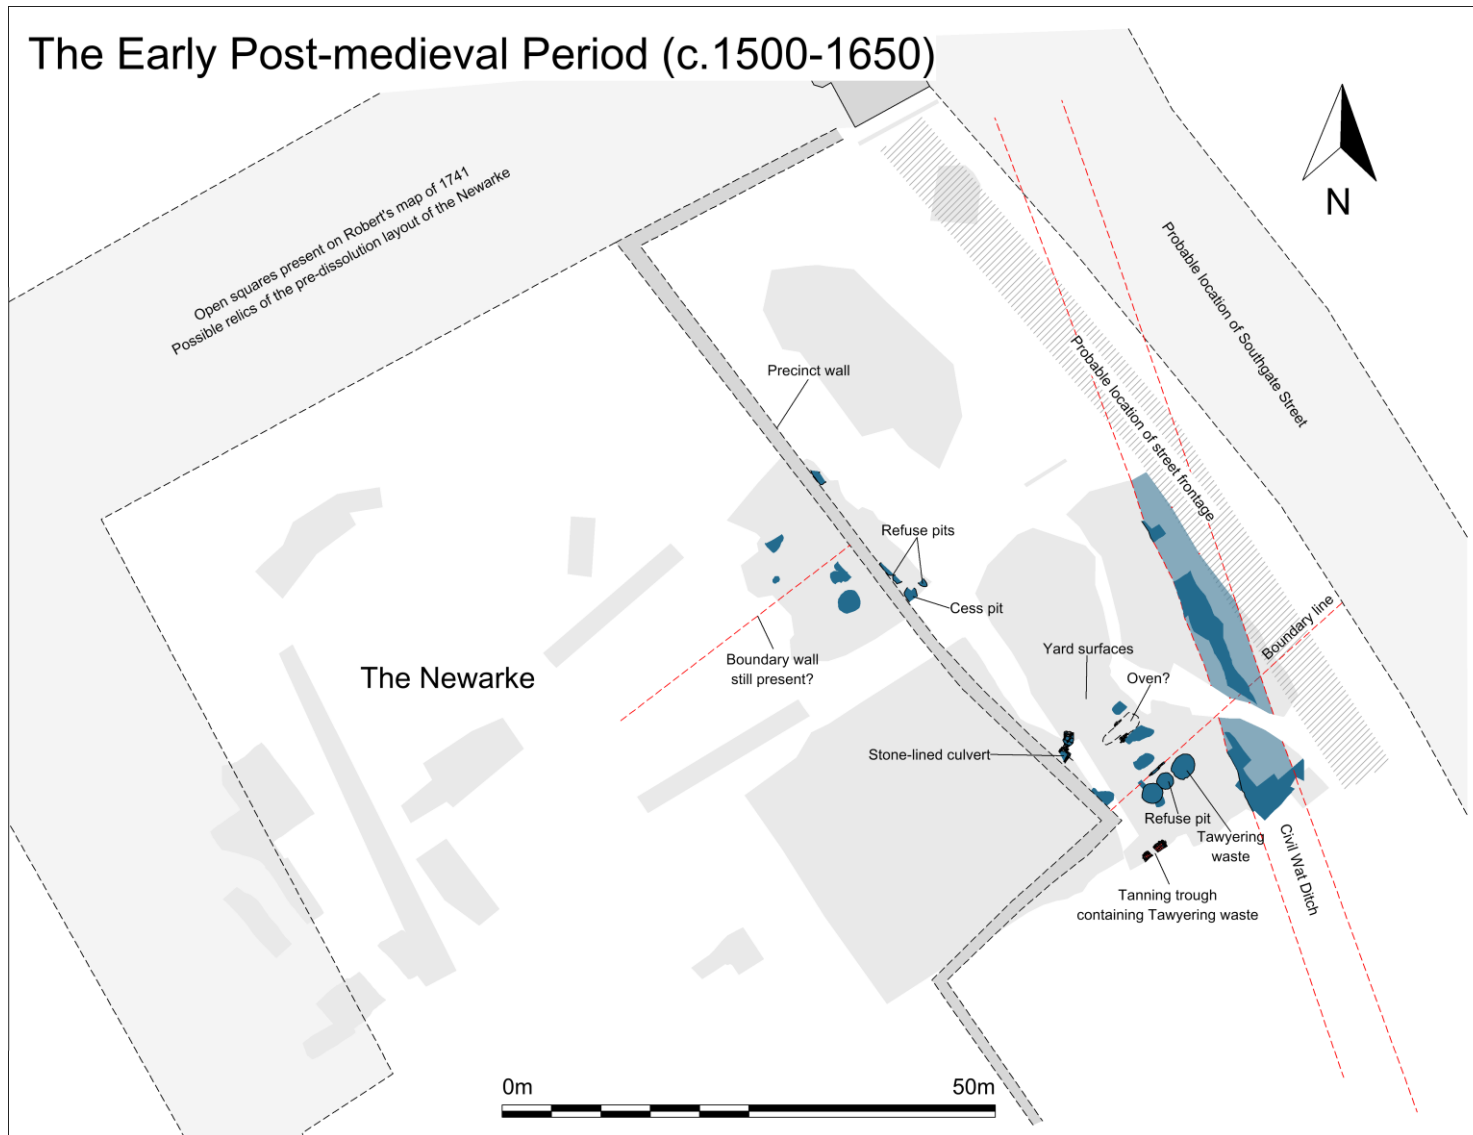 The Early Post-medieval Period (c.1500-1650)
Open squares present on Robert's map of 1741
Possible relics of the pre-dissolution layout of the Newarke
N
Probable location of Southgate Street
Probable location of street frontage
Precinct wall
Refuse pits
Cess pit
Boundary line
Yard surfaces
Boundary wall
still present?
The Newarke
Oven?
Stone-lined culvert
Refuse pit
Tawyering
waste
Civil Wat Ditch
Tanning trough
containing Tawyering waste
0m
50m